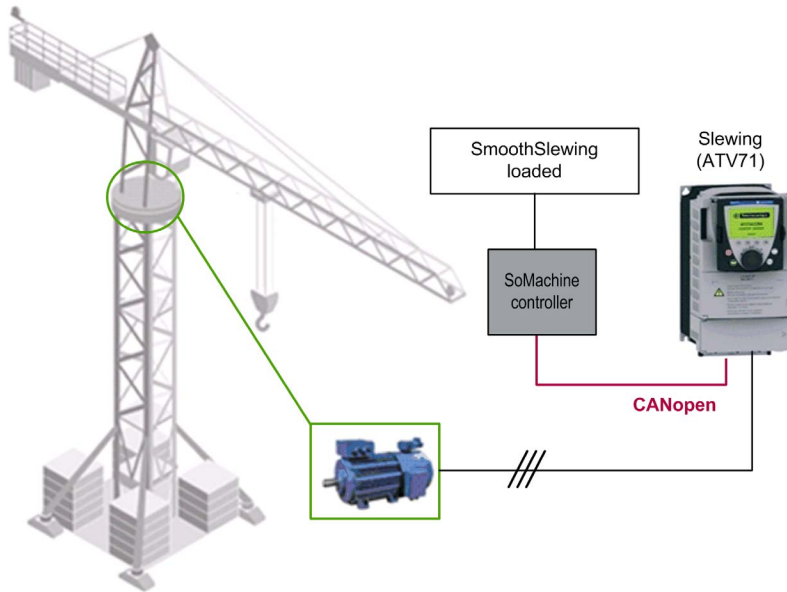 SmoothSlewing
loaded
Slewing
(ATV71)
SoMachine
controller
CANopen